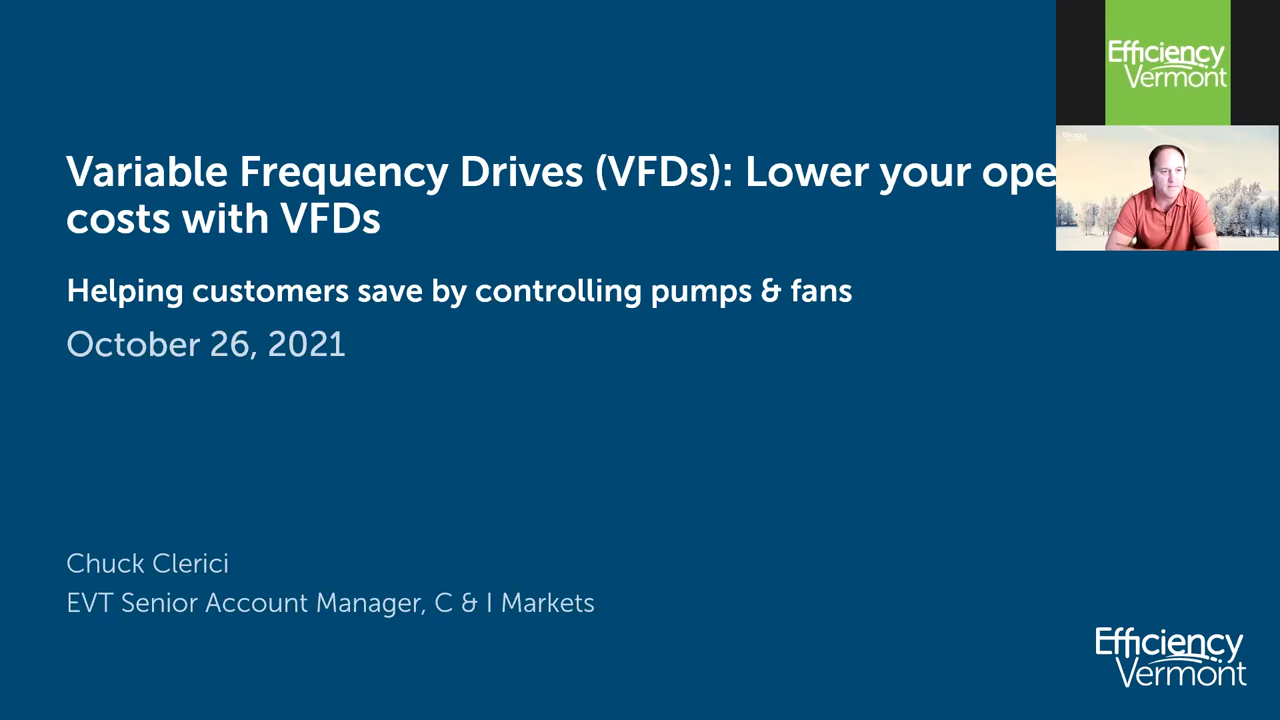 Efficiency
Vermont
Variable Frequency Drives (VFDs): Lower your ope
costs with VFDs
Helping customers save by controlling pumps & fans
October 26, 2021
Chuck Clerici
EVT Senior Account Manager, C & I Markets
Efficiency
Vermont